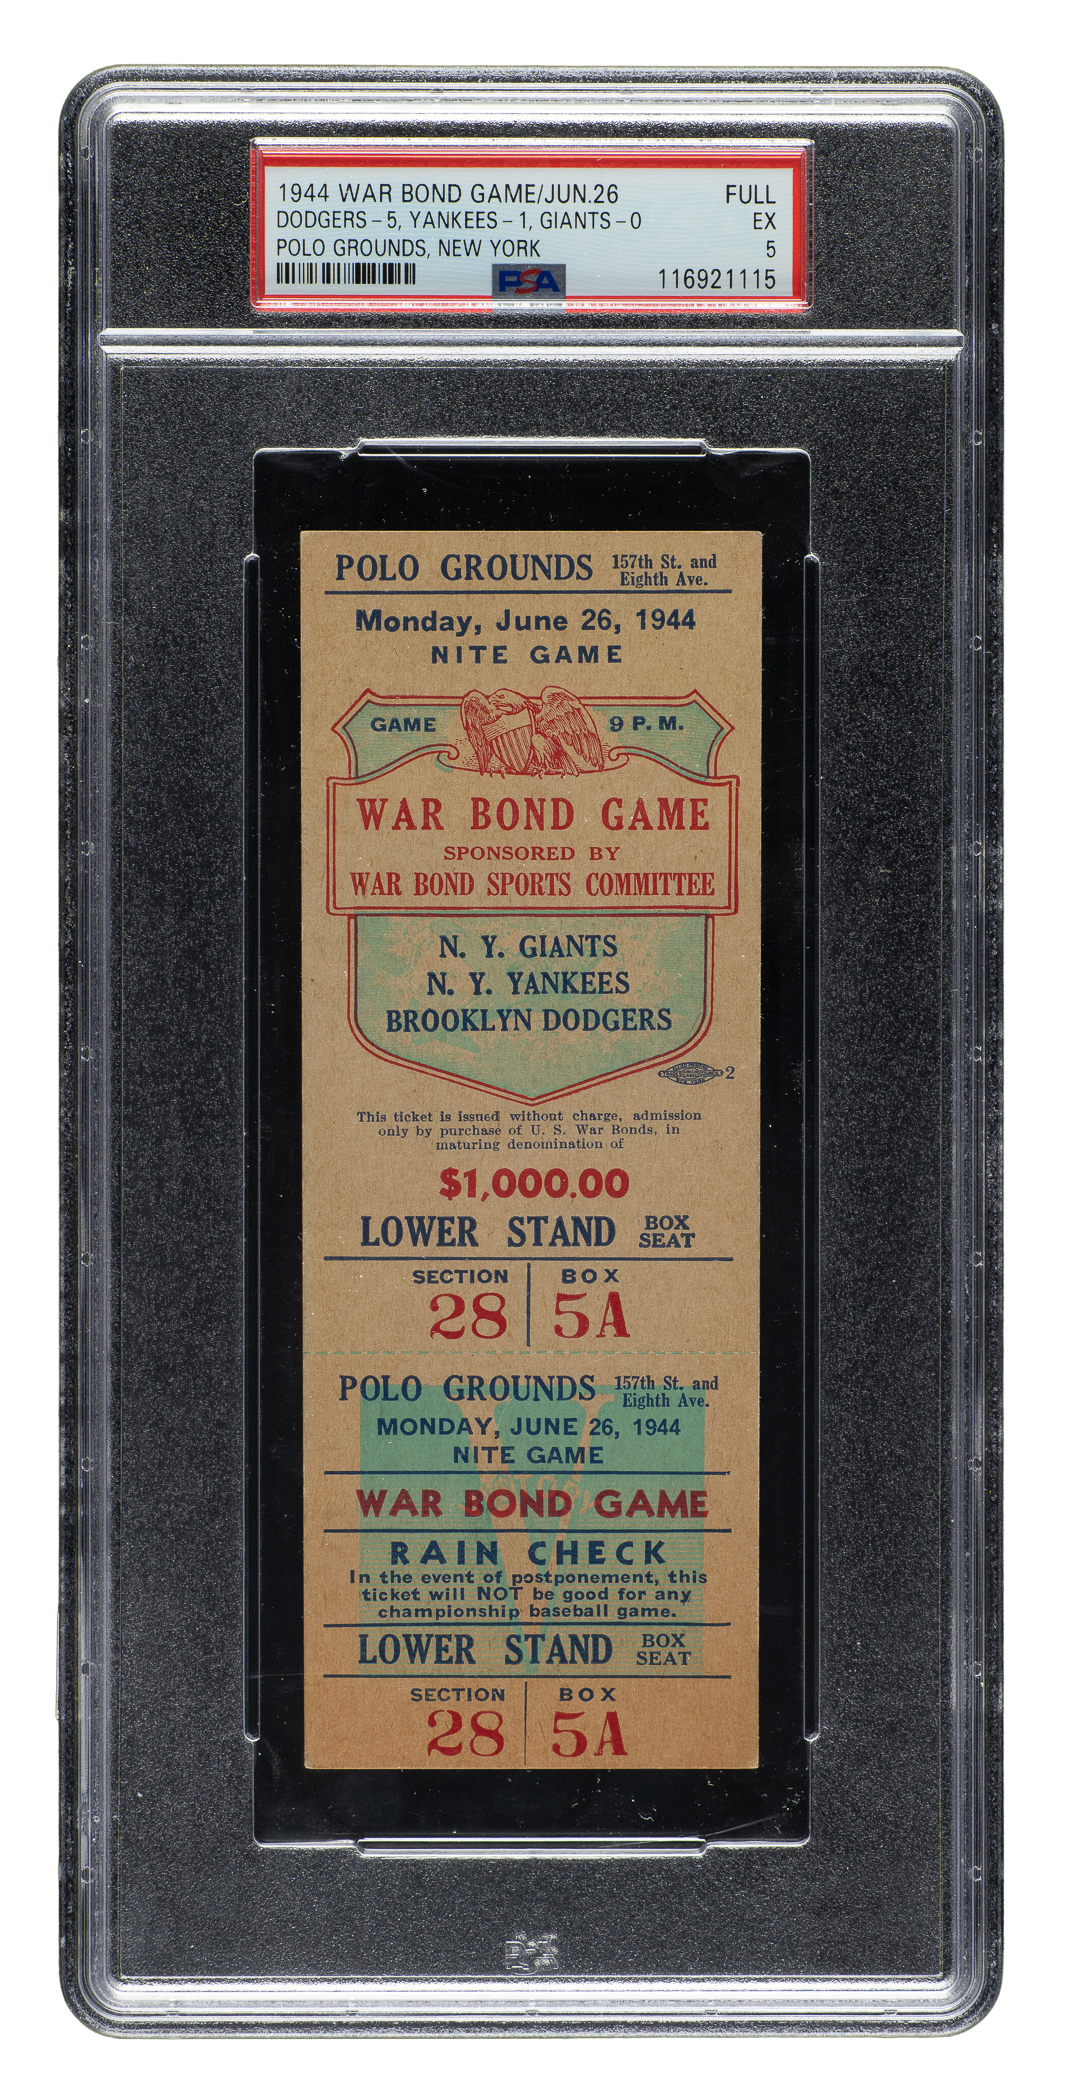 1944 WAR BOND GAME/JUN.26 FULL
DODGERS-5, YANKEES-1, GIANTS-0 EX
POLO GROUNDS, NEW YORK 5
PSA 116921115
POLO GROUNDS 157th St. and
Eighth Ave.
Monday, June 26, 1944
NITE GAME
GAME 9 P.M.
WAR BOND GAME
SPONSORED BY
WAR BOND SPORTS COMMITTEE
N. Y. GIANTS
N. Y. YANKEES
BROOKLYN DODGERS
2
This ticket is issued without charge, admission
only by purchase of U. S. War Bonds, in
maturing denomination of
$1,000.00
LOWER STAND BOX
SEAT
SECTION BOX
28 5A
POLO GROUNDS 157th St. and
Eighth Ave.
MONDAY, JUNE 26, 1944
NITE GAME
WAR BOND GAME
RAIN CHECK
In the event of postponement, this
ticket will NOT be good for any
championship baseball game.
LOWER STAND BOX
SEAT
SECTION BOX
28 5A